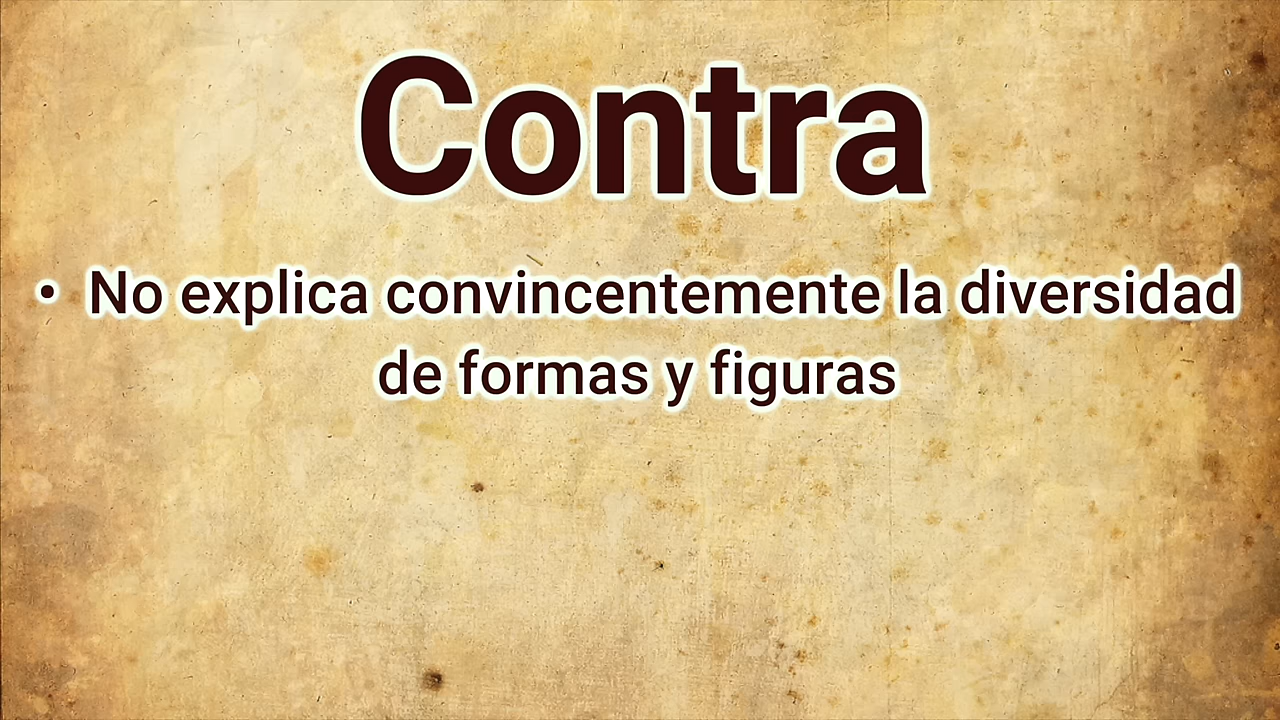 Contra
• No explica convincentemente la diversidad
de formas y figuras